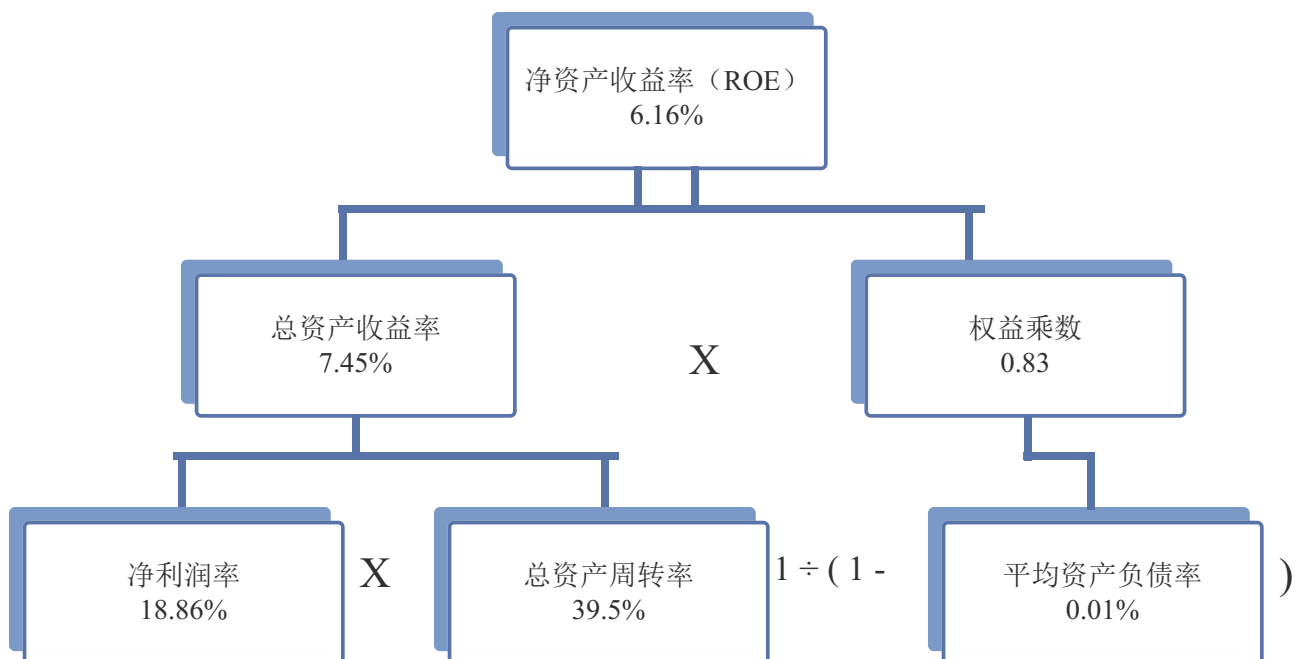 净资产收益率（ROE）
6.16%
总资产收益率
7.45%
X
权益乘数
0.83
净利润率
18.86%
X
总资产周转率
39.5%
1 ÷ ( 1 -
平均资产负债率
0.01%
)